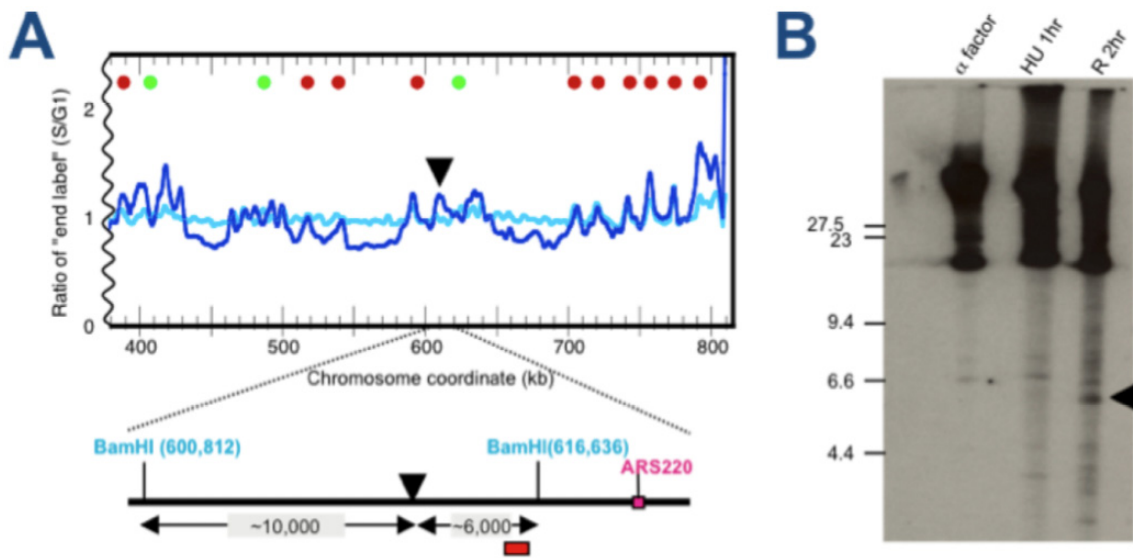 A
Ratio of "end label" (S/G1)
2
1
0
400 500 600 700 800
Chromosome coordinate (kb)
BamHI (600,812)
BamHI(616,636)
ARS220
~10,000
~6,000
B
α factor
HU 1hr
R 2hr
27.5
23
9.4
6.6
4.4